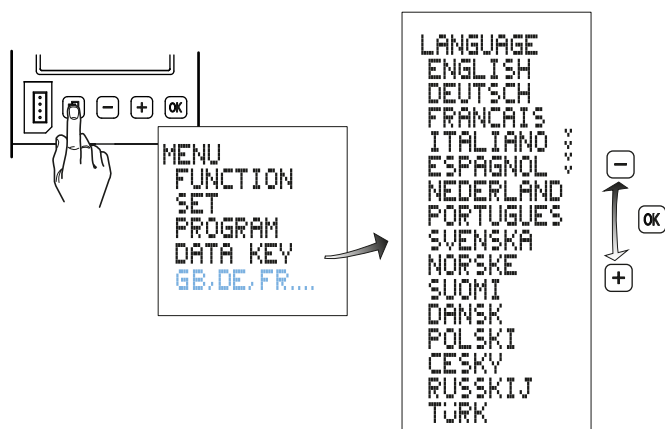 OK
MENU
FUNCTION
SET
PROGRAM
DATA KEY
GB, DE, FR....
LANGUAGE
ENGLISH
DEUTSCH
FRANCAIS
ITALIANO
ESPAGNOL
NEDERLAND
PORTUGUES
SVENSKA
NORSKE
SUOMI
DANSK
POLSKI
CESKY
RUSSKIJ
TURK
OK